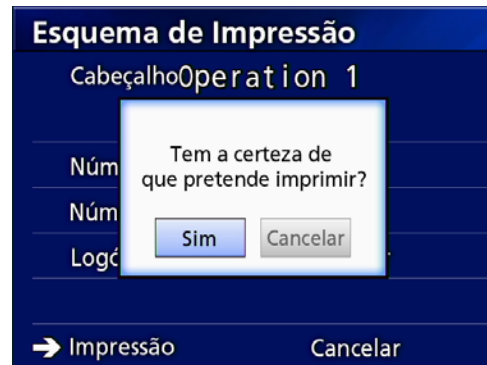 Esquema de Impressão
Cabeçalho Operation 1
Tem a certeza de
que pretende imprimir?
Sim Cancelar
Impressão Cancelar